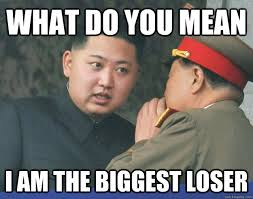 WHAT DO YOU MEAN
I AM THE BIGGEST LOSER